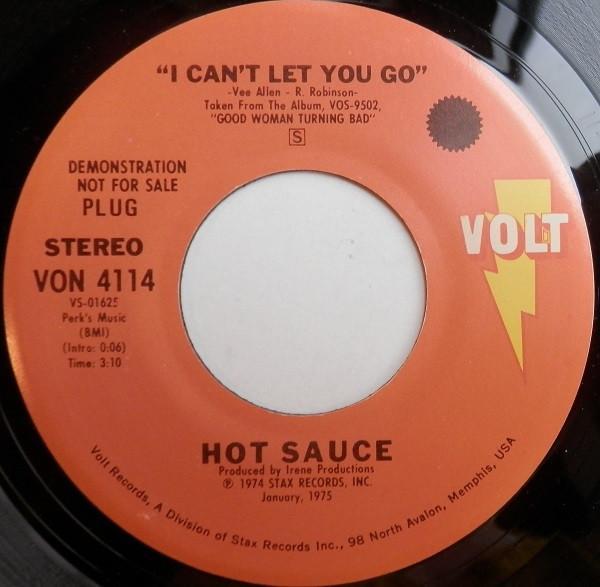 "I CAN'T LET YOU GO"
-Vee Allen - R. Robinson-
Taken From The Album, VOS-9502,
"GOOD WOMAN TURNING BAD"
S
DEMONSTRATION
NOT FOR SALE
PLUG
STEREO
VON 4114
VS-01625
Perk's Music
(BMI)
(Intro: 0:06)
Time: 3:10
VOLT
HOT SAUCE
Produced by Irene Productions
℗ 1974 STAX RECORDS, INC.
January, 1975
Volt Records, A Division of Stax Records Inc., 98 North Avalon, Memphis, USA